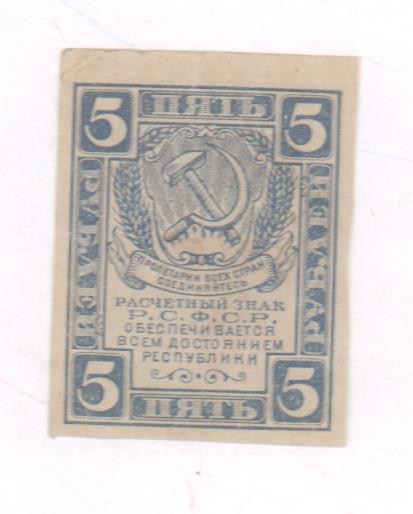 5 ПЯТЬ 5
РУБЛЕЙ
РУБЛЕЙ
ПРОЛЕТАРИИ ВСЕХ СТРАН
СОЕДИНЯЙТЕСЬ
РАСЧЕТНЫЙ ЗНАК
Р.С.Ф.С.Р.
ОБЕСПЕЧИВАЕТСЯ
ВСЕМ ДОСТОЯНИЕМ
РЕСПУБЛИКИ
5 ПЯТЬ 5